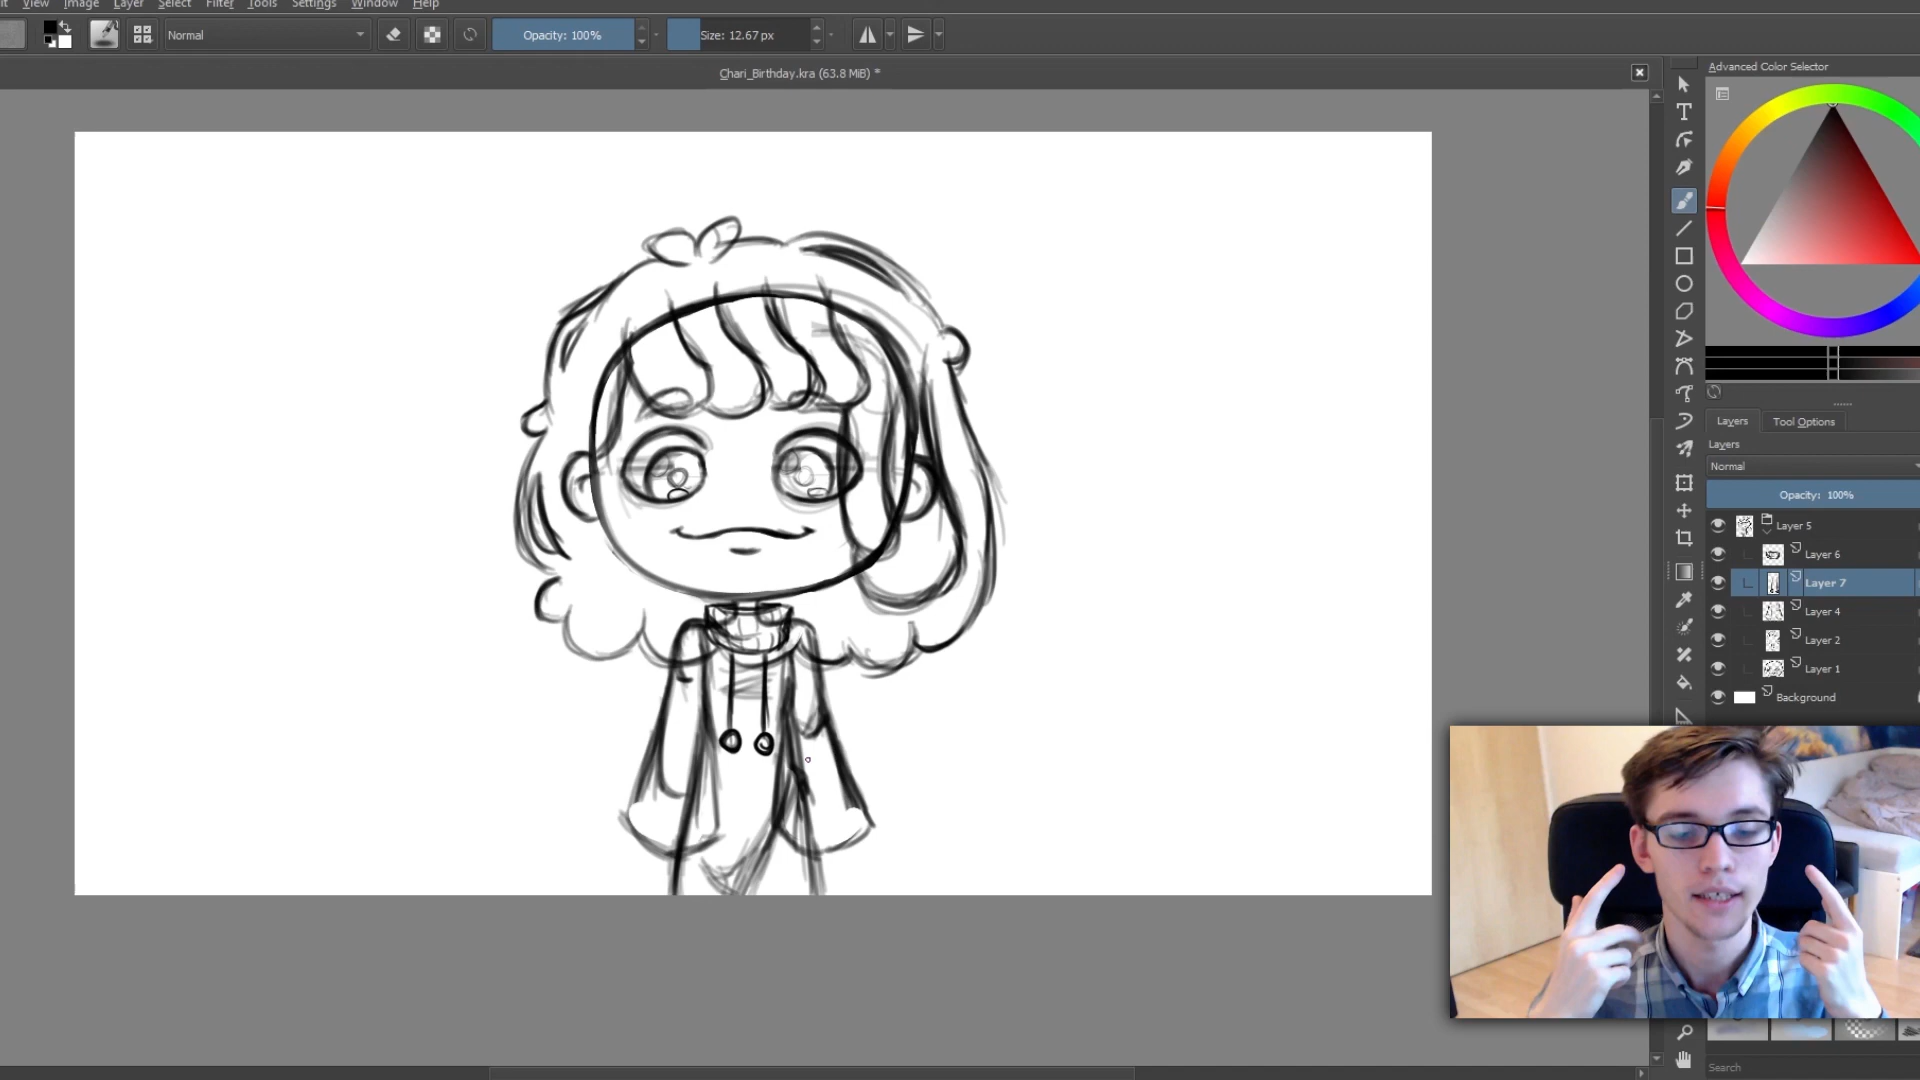 it View Image Layer Select Filter Tools Settings Window Help
Normal
Opacity: 100%
Size: 12.67 px
Chari_Birthday.kra (63.8 MiB) *
Advanced Color Selector
Layers Tool Options
Layers
Normal
Opacity: 100%
Layer 5
Layer 6
Layer 7
Layer 4
Layer 2
Layer 1
Background
Search